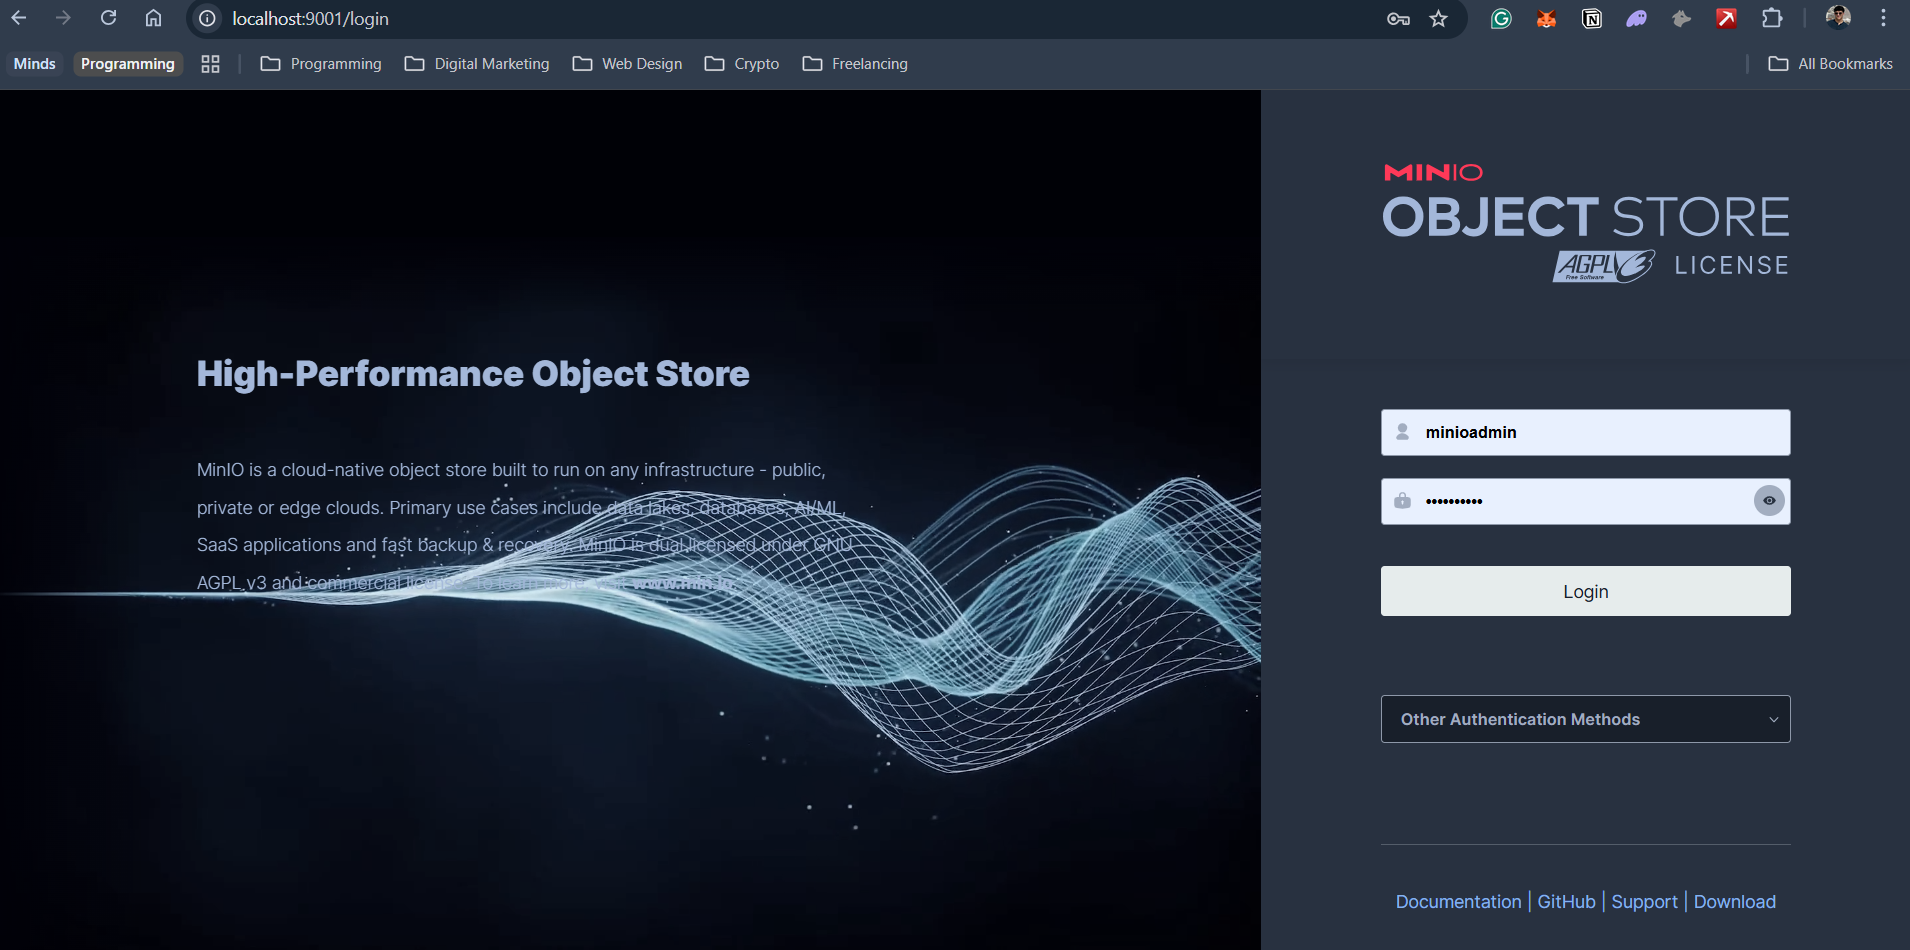 localhost:9001/login
Minds
Programming
Programming
Digital Marketing
Web Design
Crypto
Freelancing
All Bookmarks
High-Performance Object Store
MinIO is a cloud-native object store built to run on any infrastructure - public,
private or edge clouds. Primary use cases include data lakes, databases, AI/ML,
SaaS applications and fast backup & recovery. MinIO is dual licensed under GNU
AGPL v3 and commercial license. To learn more, visit www.min.io.
MINIO
OBJECT STORE
AGPL v3
Free Software
LICENSE
minioadmin
••••••••••
Login
Other Authentication Methods
Documentation | GitHub | Support | Download